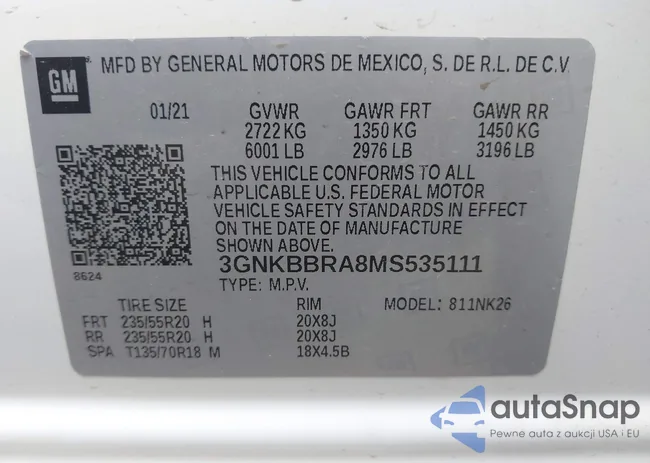 GM
MFD BY GENERAL MOTORS DE MEXICO, S. DE R.L. DE C.V.
01/21 GVWR GAWR FRT GAWR RR
2722 KG 1350 KG 1450 KG
6001 LB 2976 LB 3196 LB
THIS VEHICLE CONFORMS TO ALL
APPLICABLE U.S. FEDERAL MOTOR
VEHICLE SAFETY STANDARDS IN EFFECT
ON THE DATE OF MANUFACTURE
SHOWN ABOVE
3GNKBBRA8MS535111
8624
TYPE: M.P.V.
TIRE SIZE RIM MODEL: 811NK26
FRT 235/55R20 H 20X8J
RR 235/55R20 H 20X8J
SPA T135/70R18 M 18X4.5B
autaSnap
Pewne auta z aukcji USA i EU